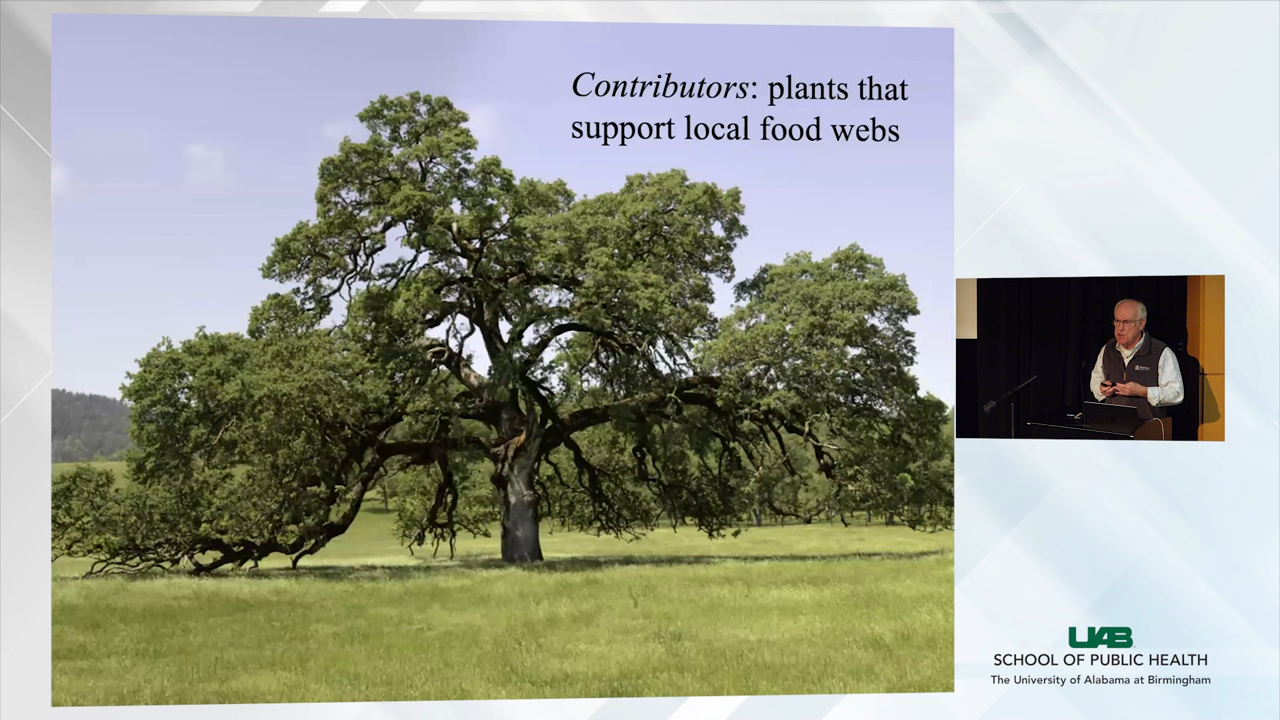 Contributors: plants that
support local food webs
UAB
SCHOOL OF PUBLIC HEALTH
The University of Alabama at Birmingham